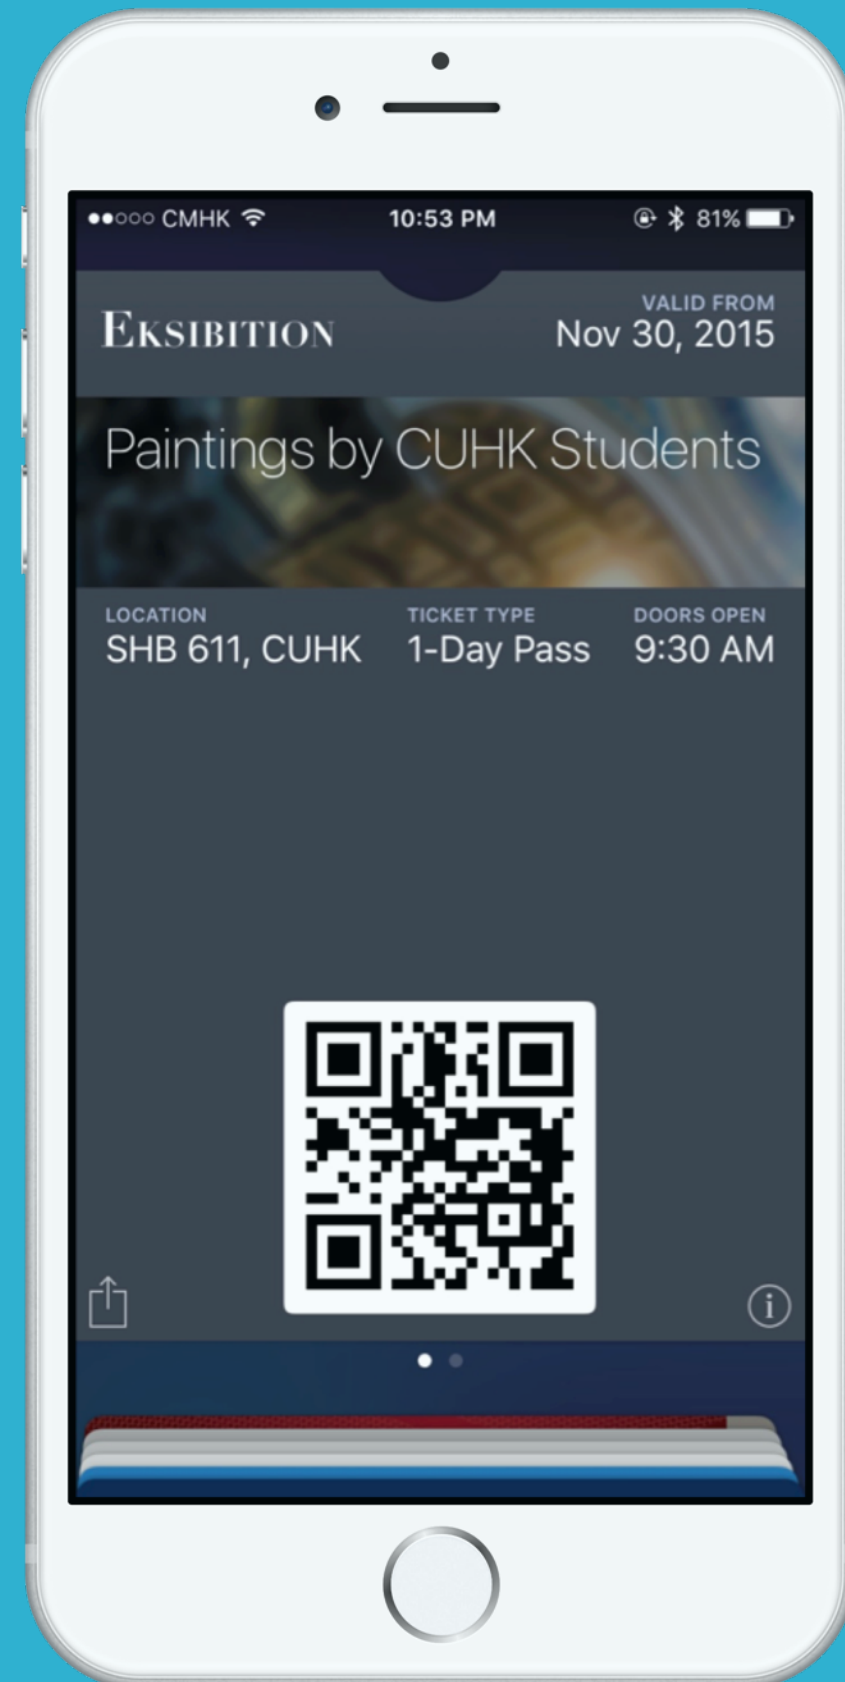 CMHK 10:53 PM 81%
EKSIBITION
VALID FROM
Nov 30, 2015
Paintings by CUHK Students
LOCATION TICKET TYPE DOORS OPEN
SHB 611, CUHK 1-Day Pass 9:30 AM
i